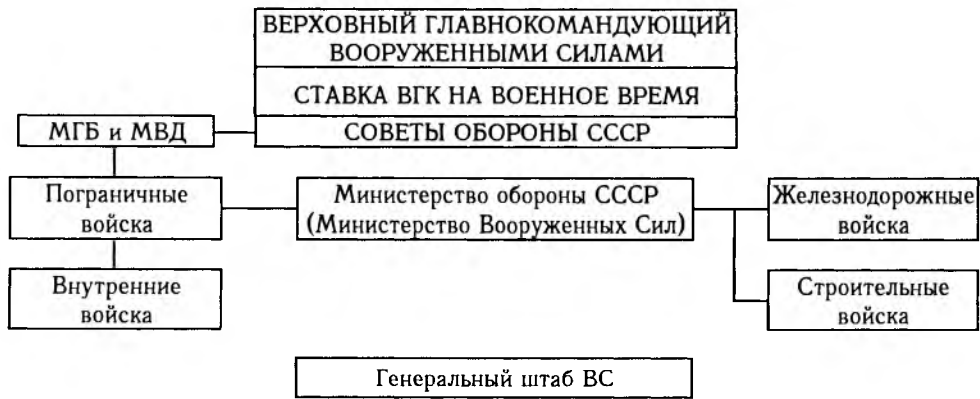 ВЕРХОВНЫЙ ГЛАВНОКОМАНДУЮЩИЙ
ВООРУЖЕННЫМИ СИЛАМИ
СТАВКА ВГК НА ВОЕННОЕ ВРЕМЯ
МГБ и МВД
СОВЕТЫ ОБОРОНЫ СССР
Пограничные
войска
Министерство обороны СССР
(Министерство Вооруженных Сил)
Железнодорожные
войска
Внутренние
войска
Строительные
войска
Генеральный штаб ВС